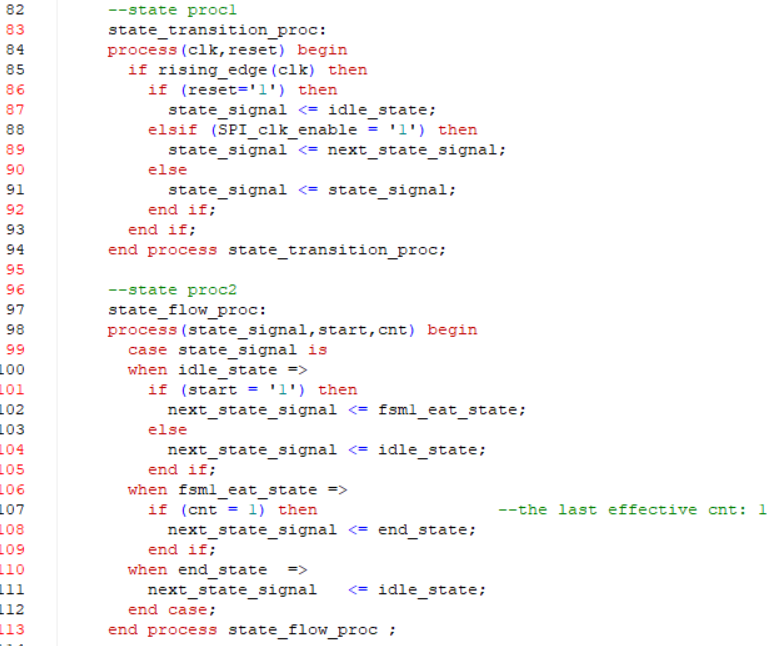 82 --state proc1
83 state_transition_proc:
84 process(clk,reset) begin
85 if rising_edge(clk) then
86 if (reset='1') then
87 state_signal <= idle_state;
88 elsif (SPI_clk_enable = '1') then
89 state_signal <= next_state_signal;
90 else
91 state_signal <= state_signal;
92 end if;
93 end if;
94 end process state_transition_proc;
95
96 --state proc2
97 state_flow_proc:
98 process(state_signal,start,cnt) begin
99 case state_signal is
100 when idle_state =>
101 if (start = '1') then
102 next_state_signal <= fsm1_eat_state;
103 else
104 next_state_signal <= idle_state;
105 end if;
106 when fsm1_eat_state =>
107 if (cnt = 1) then --the last effective cnt: 1
108 next_state_signal <= end_state;
109 end if;
110 when end_state =>
111 next_state_signal <= idle_state;
112 end case;
113 end process state_flow_proc ;